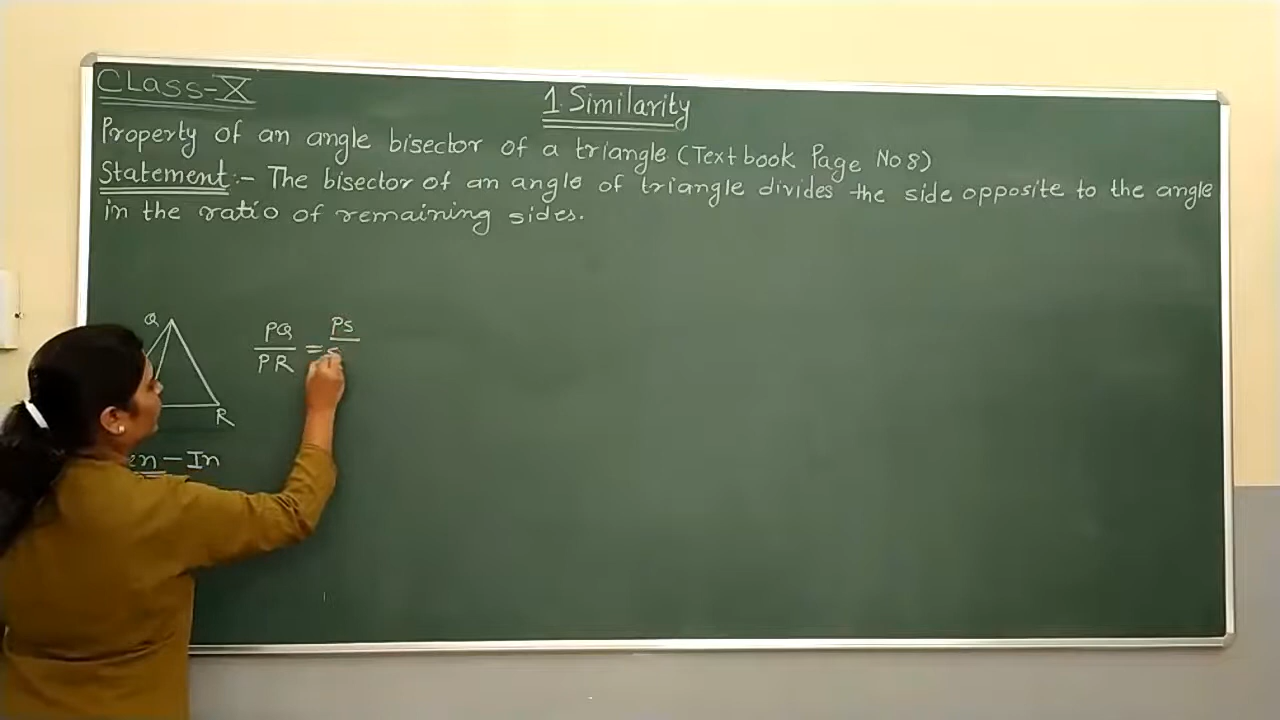 CLASS-X
1. Similarity
Property of an angle bisector of a triangle (Textbook Page No 8)
Statement :- The bisector of an angle of triangle divides the side opposite to the angle
in the ratio of remaining sides.
Q
R
PQ
PR
=
PS
en - In